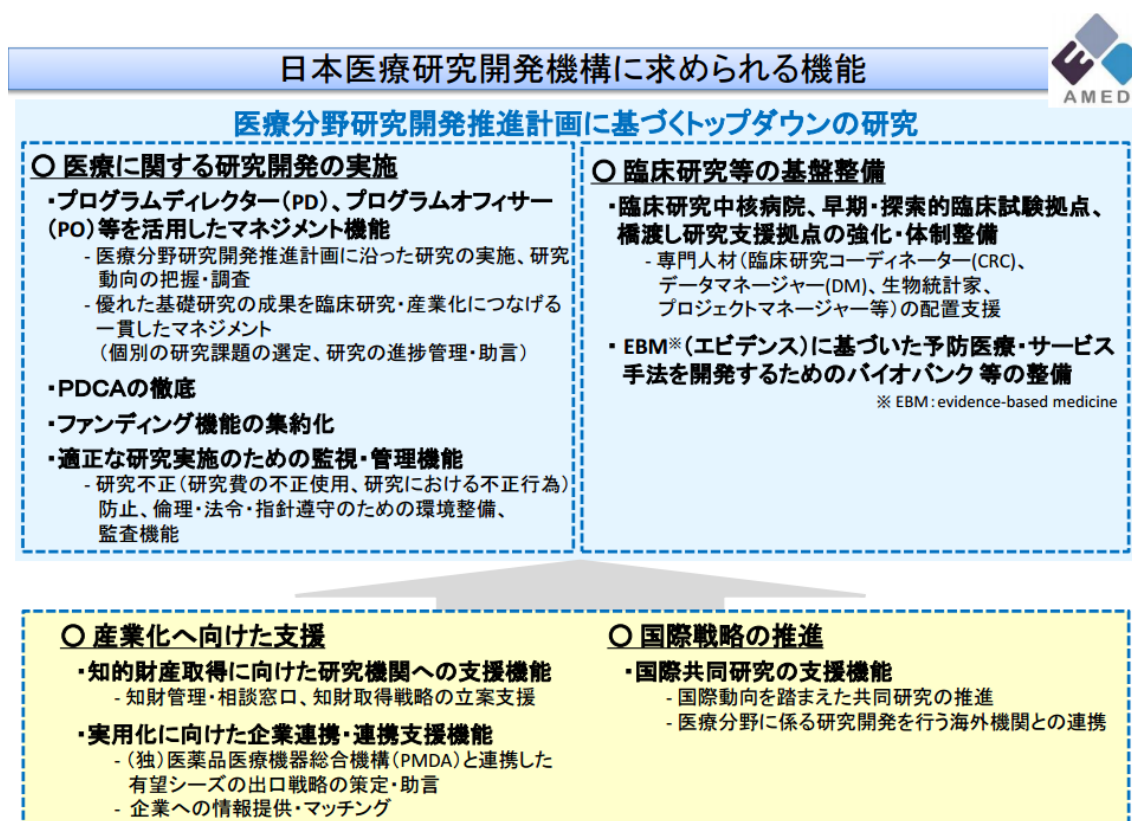 日本医療研究開発機構に求められる機能
AMED
医療分野研究開発推進計画に基づくトップダウンの研究
○ 医療に関する研究開発の実施
・プログラムディレクター(PD)、プログラムオフィサー
(PO)等を活用したマネジメント機能
- 医療分野研究開発推進計画に沿った研究の実施、研究
動向の把握・調査
- 優れた基礎研究の成果を臨床研究・産業化につなげる
一貫したマネジメント
(個別の研究課題の選定、研究の進捗管理・助言)
・PDCAの徹底
・ファンディング機能の集約化
・適正な研究実施のための監視・管理機能
- 研究不正(研究費の不正使用、研究における不正行為)
防止、倫理・法令・指針遵守のための環境整備、
監査機能
○ 臨床研究等の基盤整備
・臨床研究中核病院、早期・探索的臨床試験拠点、
橋渡し研究支援拠点の強化・体制整備
- 専門人材(臨床研究コーディネーター(CRC)、
データマネージャー(DM)、生物統計家、
プロジェクトマネージャー等)の配置支援
・EBM※(エビデンス)に基づいた予防医療・サービス
手法を開発するためのバイオバンク等の整備
※ EBM:evidence-based medicine
○ 産業化へ向けた支援
・知的財産取得に向けた研究機関への支援機能
- 知財管理・相談窓口、知財取得戦略の立案支援
・実用化に向けた企業連携・連携支援機能
- (独)医薬品医療機器総合機構(PMDA)と連携した
有望シーズの出口戦略の策定・助言
- 企業への情報提供・マッチング
○ 国際戦略の推進
・国際共同研究の支援機能
- 国際動向を踏まえた共同研究の推進
- 医療分野に係る研究開発を行う海外機関との連携